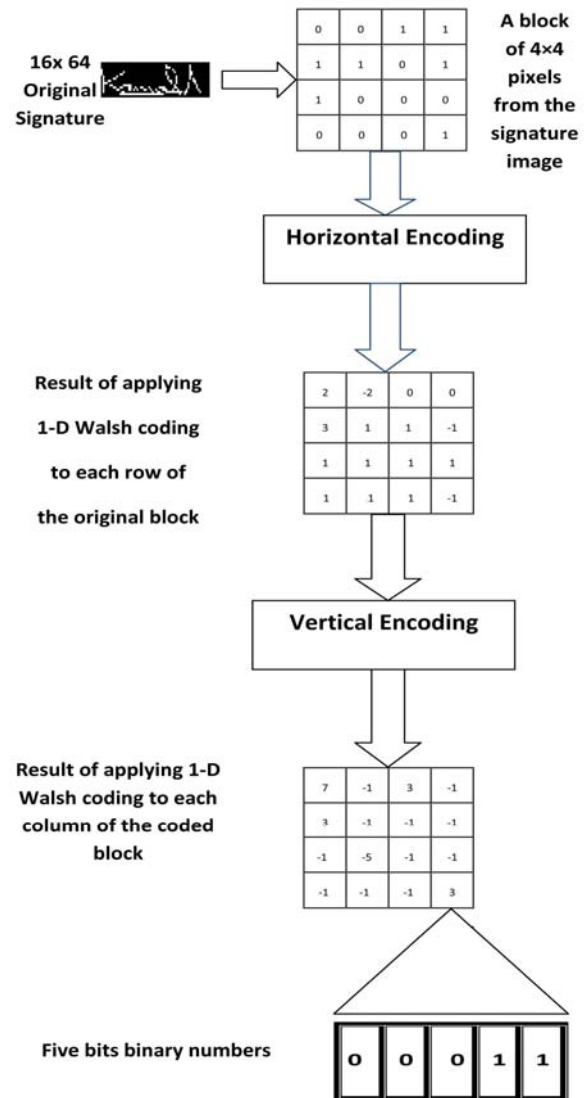 16x 64
Original
Signature
0 0 1 1
1 1 0 1
1 0 0 0
0 0 0 1
A block
of 4×4
pixels
from the
signature
image
Horizontal Encoding
Result of applying
1-D Walsh coding
to each row of
the original block
2 -2 0 0
3 1 1 -1
1 1 1 1
1 1 1 -1
Vertical Encoding
Result of applying 1-D
Walsh coding to each
column of the coded
block
7 -1 3 -1
3 -1 -1 -1
-1 -5 -1 -1
-1 -1 -1 3
Five bits binary numbers
0 0 0 1 1